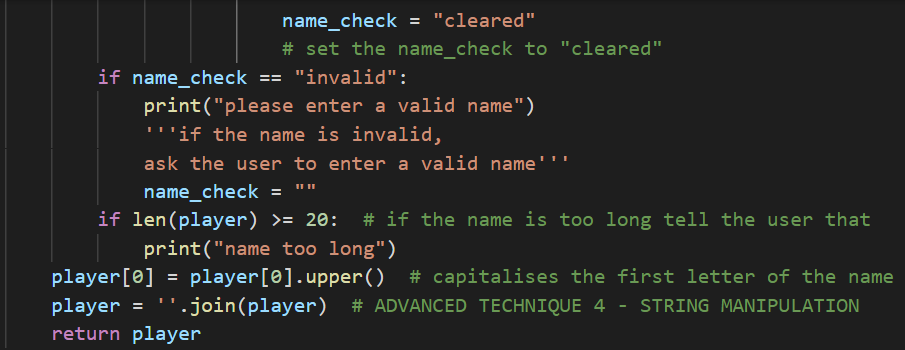 name_check = "cleared"
# set the name_check to "cleared"
if name_check == "invalid":
print("please enter a valid name")
'''if the name is invalid,
ask the user to enter a valid name'''
name_check = ""
if len(player) >= 20:  # if the name is too long tell the user that
print("name too long")
player[0] = player[0].upper()  # capitalises the first letter of the name
player = ''.join(player)  # ADVANCED TECHNIQUE 4 - STRING MANIPULATION
return player